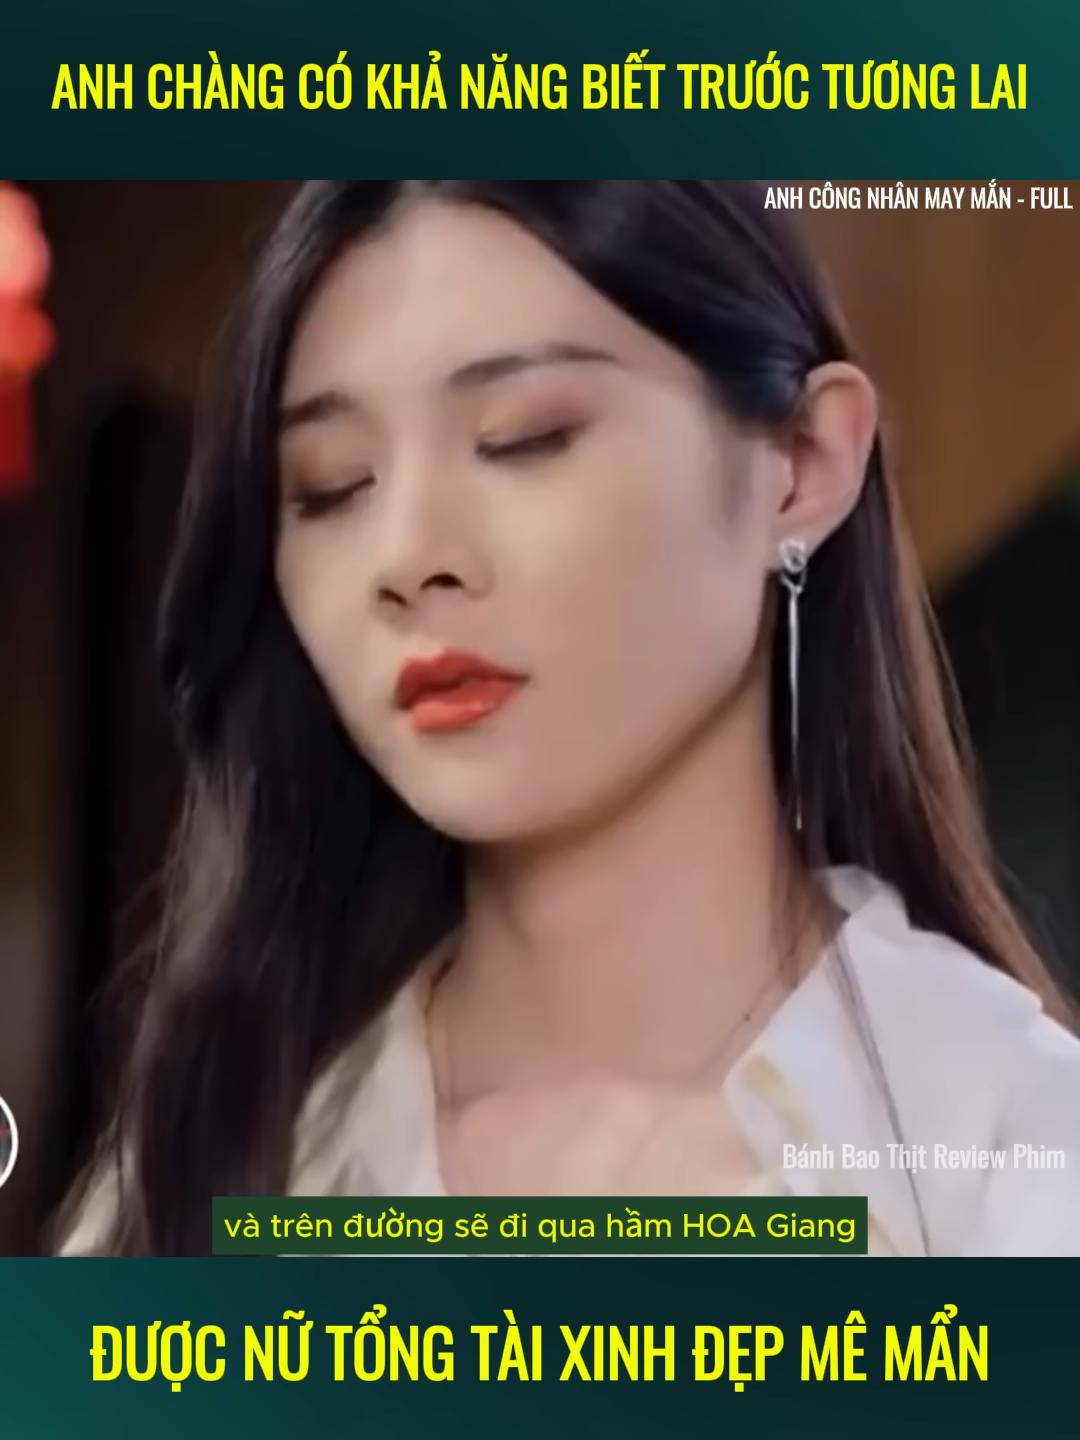 ANH CHÀNG CÓ KHẢ NĂNG BIẾT TRƯỚC TƯƠNG LAI
ANH CÔNG NHÂN MAY MẮN - FULL
Bánh Bao Thịt Review Phim
và trên đường sẽ đi qua hầm HOA Giang
ĐƯỢC NỮ TỔNG TÀI XINH ĐẸP MÊ MẨN